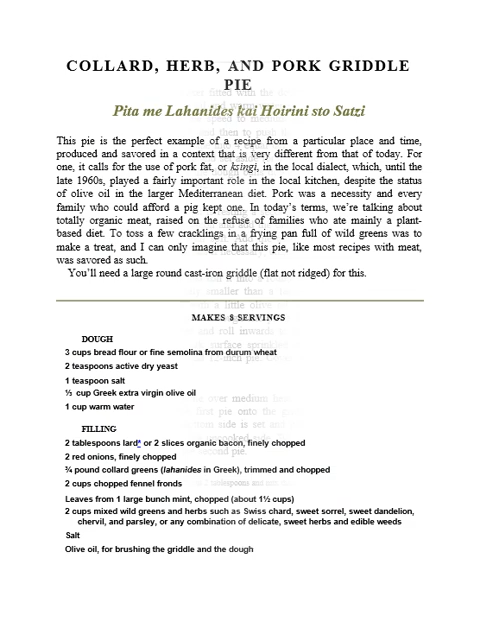 COLLARD, HERB, AND PORK GRIDDLE
PIE
Pita me Lahanides kai Hoirini sto Satzi
This pie is the perfect example of a recipe from a particular place and time,
produced and savored in a context that is very different from that of today. For
one, it calls for the use of pork fat, or ksingi, in the local dialect, which, until the
late 1960s, played a fairly important role in the local kitchen, despite the status
of olive oil in the larger Mediterranean diet. Pork was a necessity and every
family who could afford a pig kept one. In today's terms, we're talking about
totally organic meat, raised on the refuse of families who ate mainly a plant-
based diet. To toss a few cracklings in a frying pan full of wild greens was to
make a treat, and I can only imagine that this pie, like most recipes with meat,
was savored as such.
You'll need a large round cast-iron griddle (flat not ridged) for this.
MAKES 8 SERVINGS
DOUGH
3 cups bread flour or fine semolina from durum wheat
2 teaspoons active dry yeast
1 teaspoon salt
⅓ cup Greek extra virgin olive oil
1 cup warm water
FILLING
2 tablespoons lard* or 2 slices organic bacon, finely chopped
2 red onions, finely chopped
¾ pound collard greens (lahanides in Greek), trimmed and chopped
2 cups chopped fennel fronds
Leaves from 1 large bunch mint, chopped (about 1½ cups)
2 cups mixed wild greens and herbs such as Swiss chard, sweet sorrel, sweet dandelion,
chervil, and parsley, or any combination of delicate, sweet herbs and edible weeds
Salt
Olive oil, for brushing the griddle and the dough